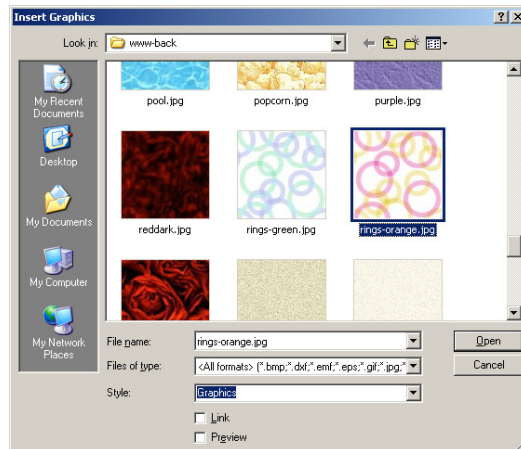 Insert Graphics
Look in: www-back
My Recent
Documents
Desktop
My Documents
My Computer
My Network
Places
pool.jpg popcorn.jpg purple.jpg
reddark.jpg rings-green.jpg rings-orange.jpg
File name: rings-orange.jpg Open
Files of type: <All formats> (*.bmp;*.dxf;*.emf;*.eps;*.gif;*.jpg;* Cancel
Style: Graphics
Link
Preview